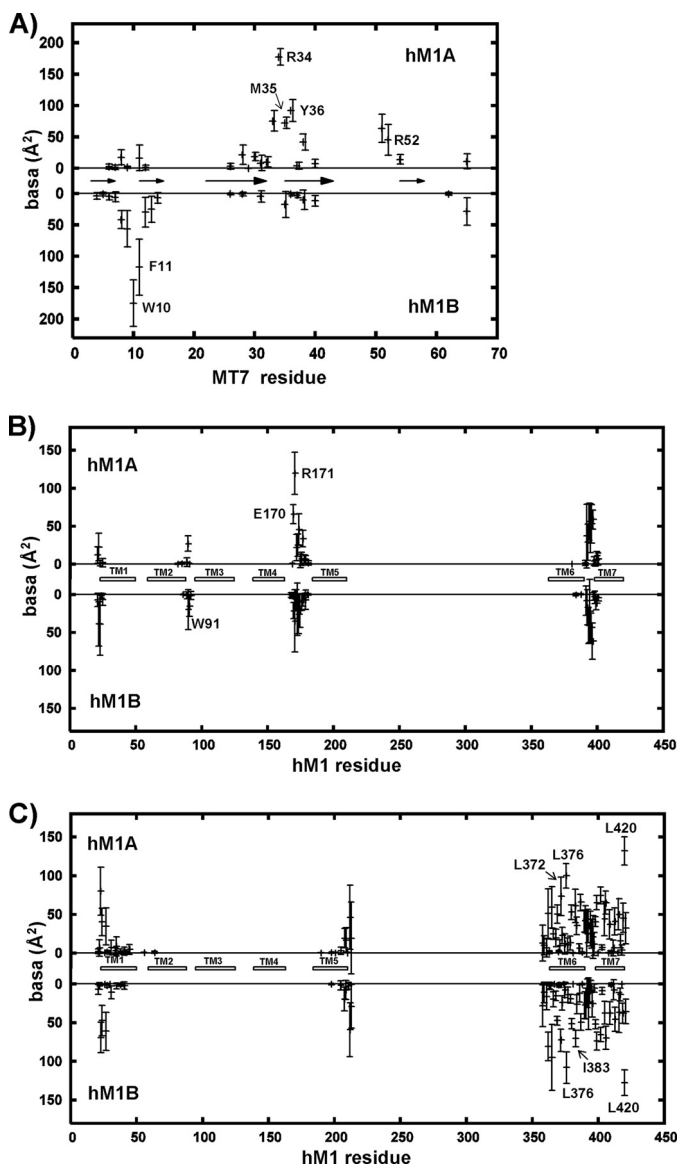 A)
hM1A
200
150
100
50
0
50
100
150
200
basa (Å²)
R34
M35
Y36
R52
F11
W10
hM1B
0 10 20 30 40 50 60 70
MT7 residue
B)
hM1A
150
100
50
0
0
50
100
150
basa (Å²)
R171
E170
TM1 TM2 TM3 TM4 TM5 TM6 TM7
W91
hM1B
0 50 100 150 200 250 300 350 400 450
hM1 residue
C)
hM1A
150
100
50
0
0
50
100
150
basa (Å²)
L420
L376
L372
TM1 TM2 TM3 TM4 TM5 TM6 TM7
I383
L376
L420
hM1B
0 50 100 150 200 250 300 350 400 450
hM1 residue